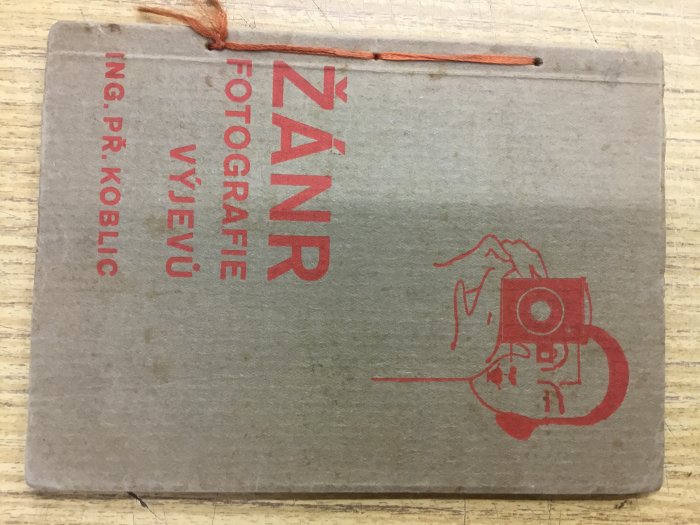 ŽÁNR
FOTOGRAFIE
VÝJEVŮ
ING. PŘ. KOBLIC